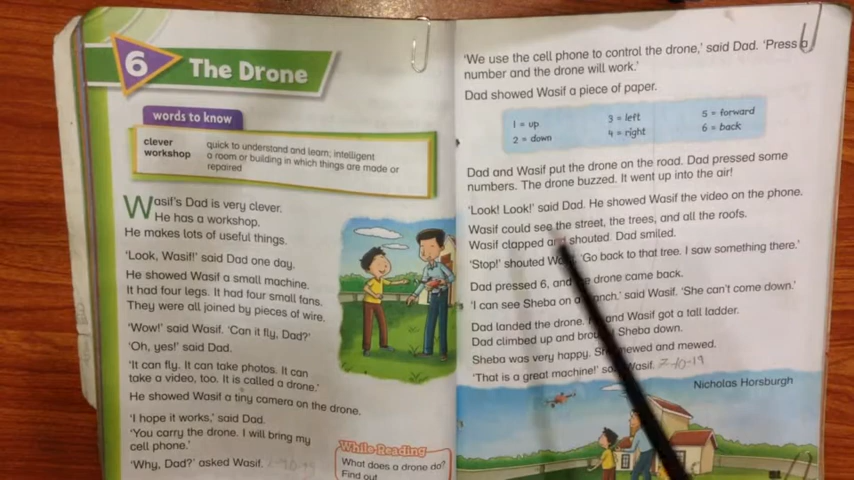 6
The Drone
words to know
clever quick to understand and learn; intelligent
workshop a room or building in which things are made or
repaired
Wasif's Dad is very clever.
He has a workshop.
He makes lots of useful things.
'Look, Wasif!' said Dad one day.
He showed Wasif a small machine.
It had four legs. It had four small fans.
They were all joined by pieces of wire.
'Wow!' said Wasif. 'Can it fly, Dad?'
'Oh, yes!' said Dad.
'It can fly. It can take photos. It can
take a video, too. It is called a drone.'
He showed Wasif a tiny camera on the drone.
'I hope it works,' said Dad.
'You carry the drone. I will bring my
cell phone.'
'Why, Dad?' asked Wasif.
While Reading
What does a drone do?
Find out
'We use the cell phone to control the drone,' said Dad. 'Press a
number and the drone will work.'
Dad showed Wasif a piece of paper.
1 = up 3 = left 5 = forward
2 = down 4 = right 6 = back
Dad and Wasif put the drone on the road. Dad pressed some
numbers. The drone buzzed. It went up into the air!
'Look! Look!' said Dad. He showed Wasif the video on the phone.
Wasif could see the street, the trees, and all the roofs.
Wasif clapped and shouted. Dad smiled.
'Stop!' shouted 'Go back to that tree. I saw something there.'
Dad pressed 6, and drone came back.
'I can see Sheba on a said Wasif. 'She can't come down.'
Dad landed the drone. and Wasif got a tall ladder.
Dad climbed up and Sheba down.
Sheba was very happy. mewed and mewed.
'That is a great machine!' Wasif. 7-10-19
Nicholas Horsburgh
51